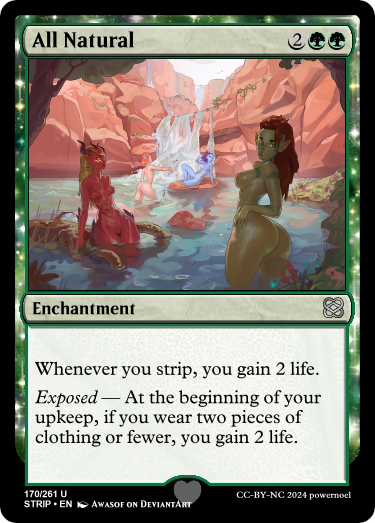 All Natural 2
Enchantment
Whenever you strip, you gain 2 life.
Exposed — At the beginning of your
upkeep, if you wear two pieces of
clothing or fewer, you gain 2 life.
170/261 U
STRIP • EN Awasof on DeviantArt
CC-BY-NC 2024 powernoel